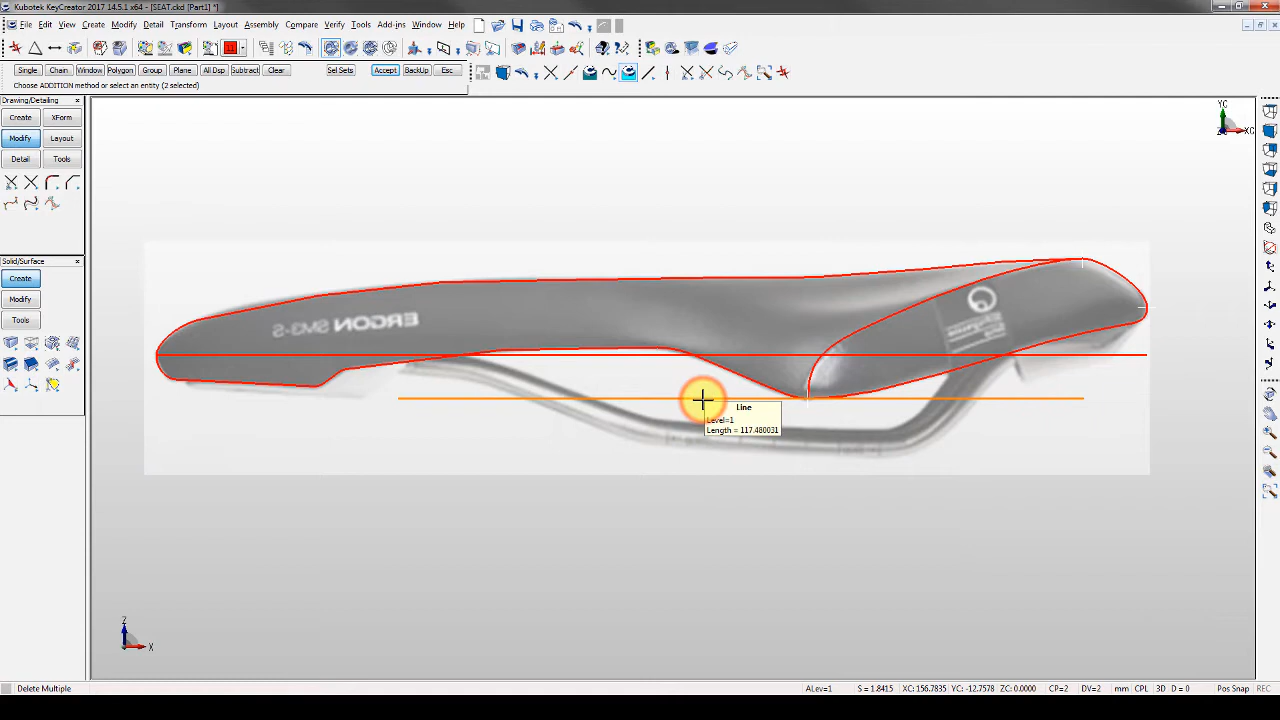 Kubotek KeyCreator 2017 14.5.1 x64 - [SEAT.ckd [Part1] *]
File Edit View Create Modify Detail Transform Layout Assembly Compare Verify Tools Add-ins Window Help
Single Chain Window Polygon Group Plane All Dsp Subtract Clear Sel Sets Accept BackUp Esc
Choose ADDITION method or select an entity (2 selected)
Drawing/Detailing
Create XForm
Modify Layout
Detail Tools
Solid/Surface
Create
Modify
Tools
YC
XC
ERGON SM3-S
Line
Level=1
Length = 117.480031
Z
X
Delete Multiple
ALev=1 S = 1.8415 XC: 156.7835 YC: -12.7578 ZC: 0.0000 CP=2 DV=2 mm CPL 3D D = 0 Pos Snap REC